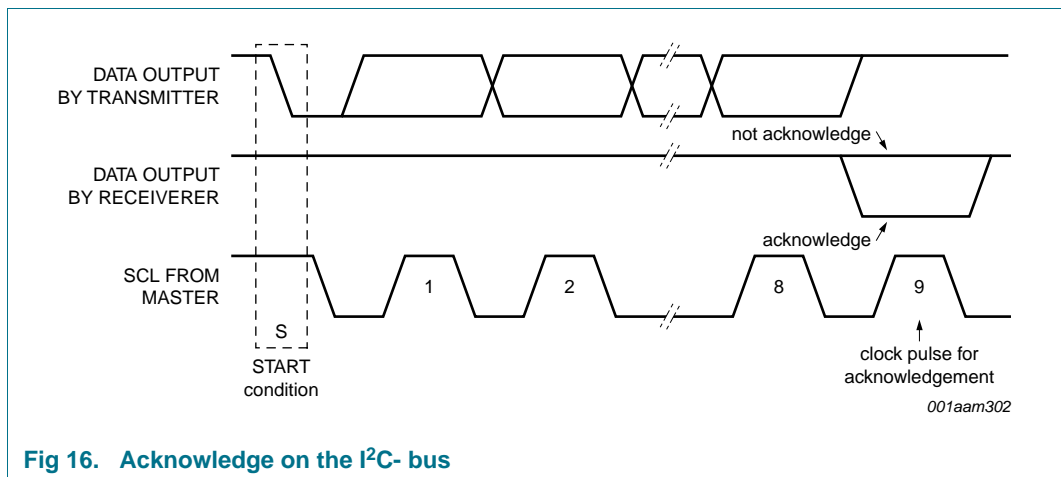 DATA OUTPUT
BY TRANSMITTER
not acknowledge
DATA OUTPUT
BY RECEIVERER
acknowledge
SCL FROM
MASTER
1
2
8
9
S
START
condition
clock pulse for
acknowledgement
001aam302
Fig 16. Acknowledge on the I²C- bus